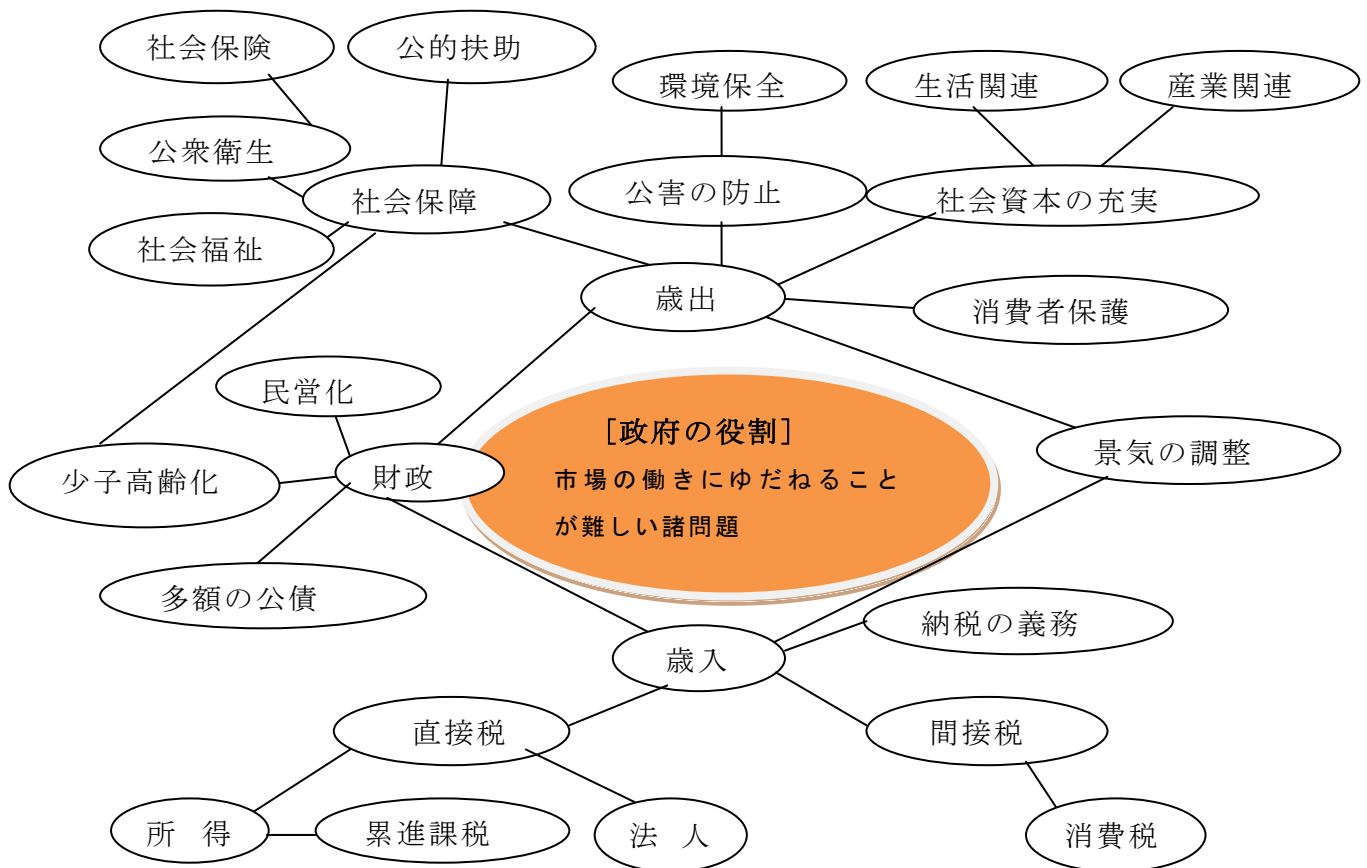 社会保険
公的扶助
環境保全
生活関連
産業関連
公衆衛生
社会保障
公害の防止
社会資本の充実
社会福祉
歳出
消費者保護
民営化
[政府の役割]
市場の働きにゆだねること
が難しい諸問題
景気の調整
少子高齢化
財政
多額の公債
納税の義務
歳入
直接税
間接税
所 得
累進課税
法 人
消費税